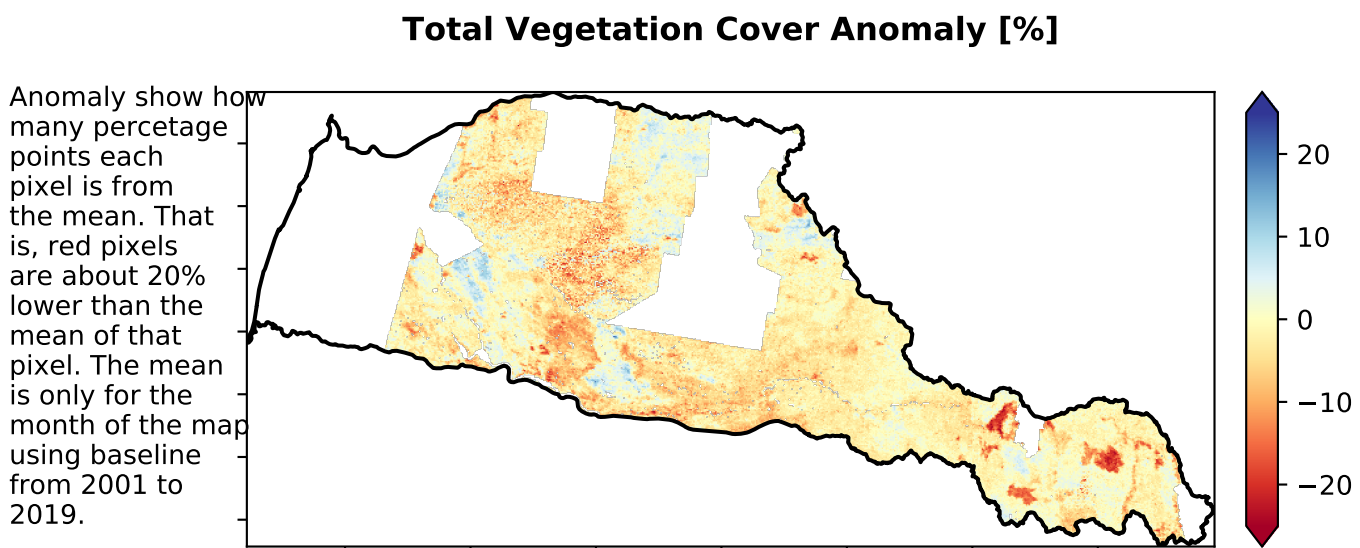 Total Vegetation Cover Anomaly [%]
Anomaly show how
many percetage
points each
pixel is from
the mean. That
is, red pixels
are about 20%
lower than the
mean of that
pixel. The mean
is only for the
month of the map
using baseline
from 2001 to
2019.
20
10
0
−10
−20